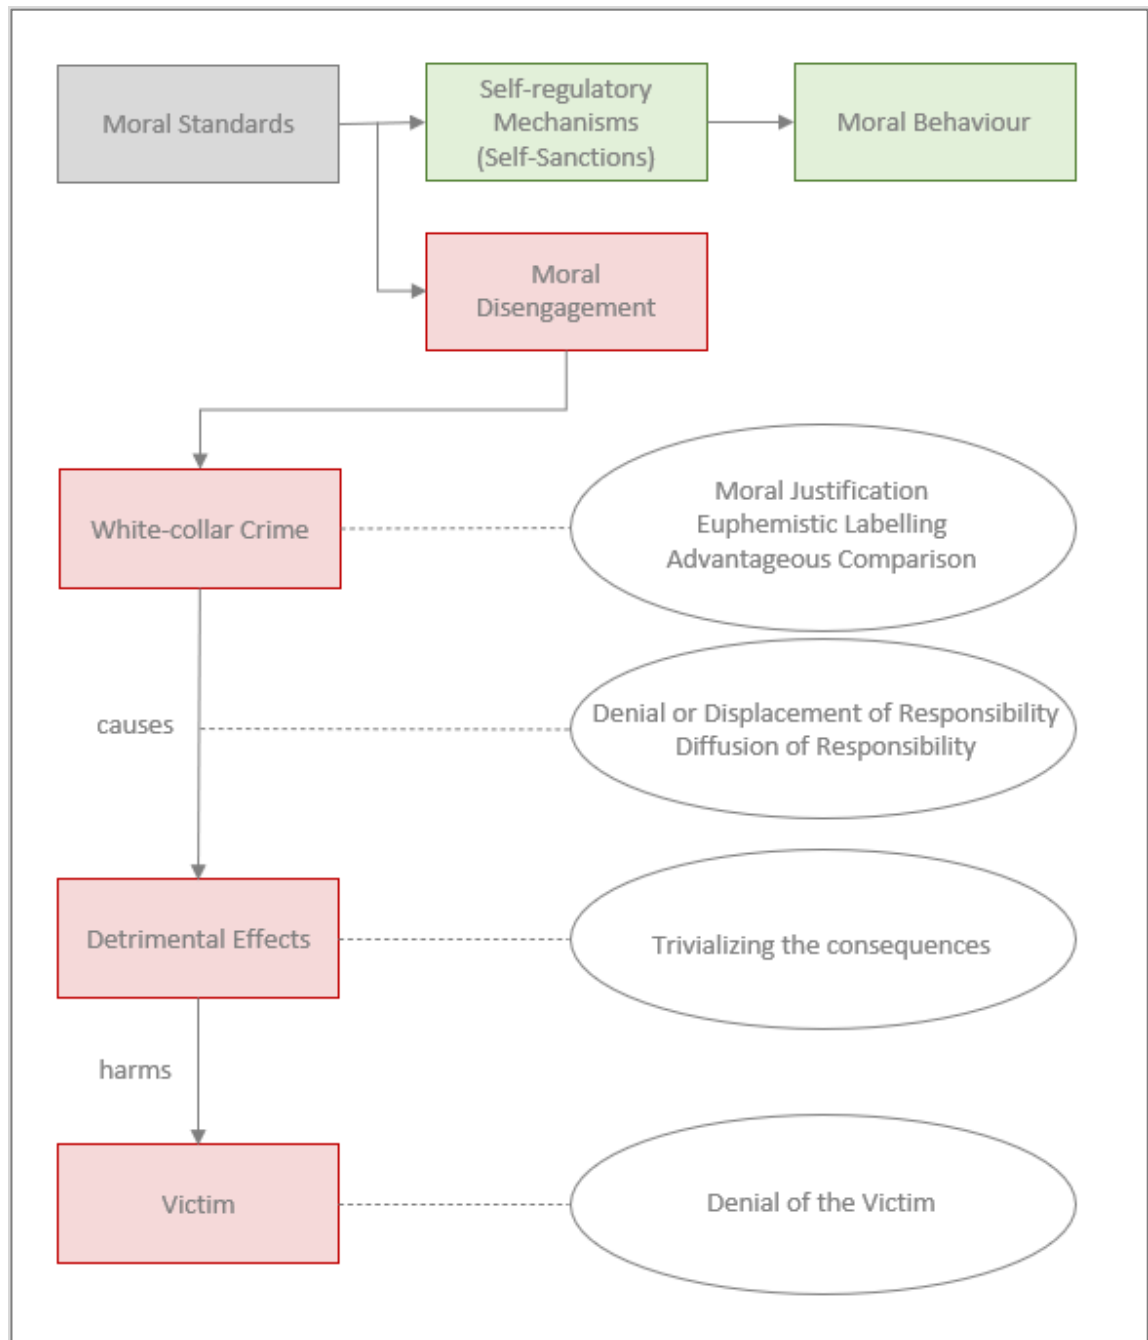 Moral Standards
Self-regulatory
Mechanisms
(Self-Sanctions)
Moral Behaviour
Moral
Disengagement
White-collar Crime
Moral Justification
Euphemistic Labelling
Advantageous Comparison
causes
Denial or Displacement of Responsibility
Diffusion of Responsibility
Detrimental Effects
Trivializing the consequences
harms
Victim
Denial of the Victim